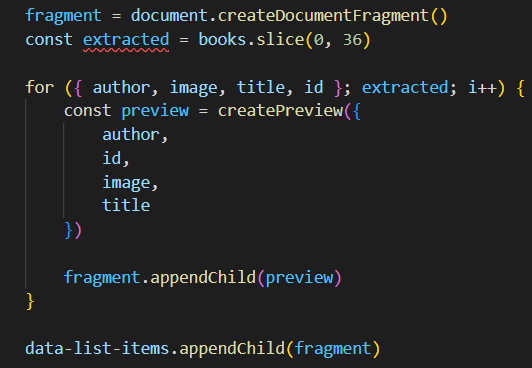 fragment = document.createDocumentFragment()
const extracted = books.slice(0, 36)
for ({ author, image, title, id }; extracted; i++) {
const preview = createPreview({
author,
id,
image,
title
})
fragment.appendChild(preview)
}
data-list-items.appendChild(fragment)